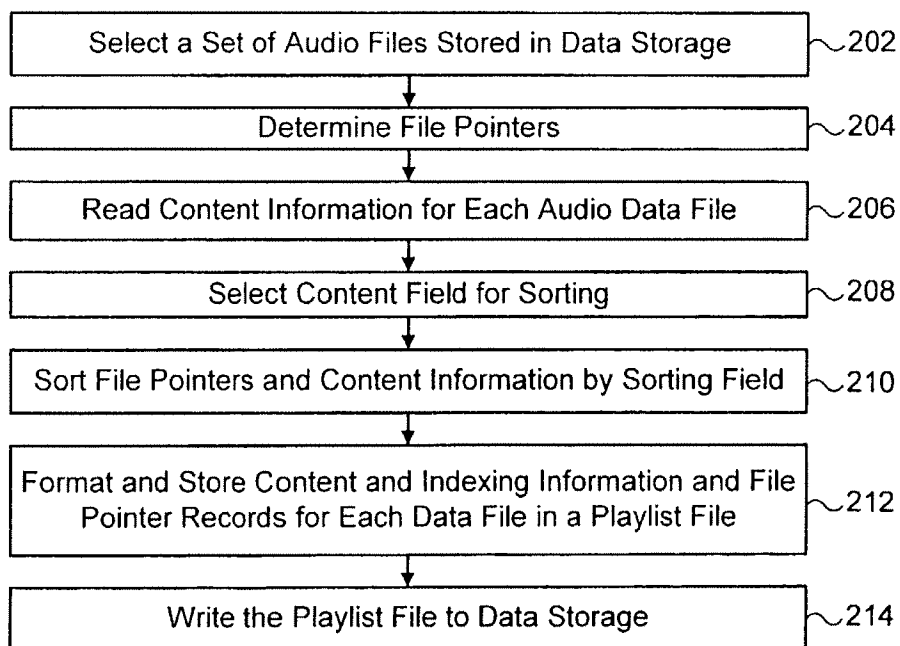 Select a Set of Audio Files Stored in Data Storage 202
Determine File Pointers 204
Read Content Information for Each Audio Data File 206
Select Content Field for Sorting 208
Sort File Pointers and Content Information by Sorting Field 210
Format and Store Content and Indexing Information and File
Pointer Records for Each Data File in a Playlist File 212
Write the Playlist File to Data Storage 214